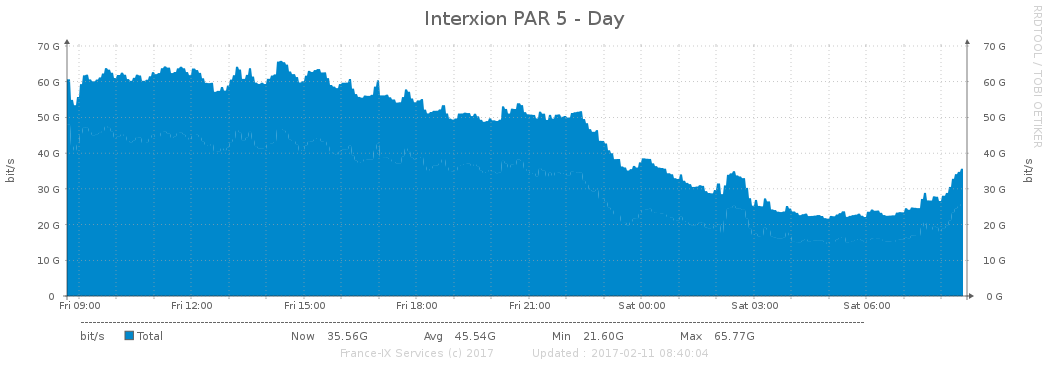 Interxion PAR 5 - Day
RRDTOOL / TOBI OETIKER
70 G 70 G
60 G 60 G
50 G 50 G
40 G 40 G
30 G 30 G
20 G 20 G
10 G 10 G
0 0 G
bit/s
bit/s
Fri 09:00 Fri 12:00 Fri 15:00 Fri 18:00 Fri 21:00 Sat 00:00 Sat 03:00 Sat 06:00
bit/s Total Now 35.56G Avg 45.54G Min 21.60G Max 65.77G
France-IX Services (c) 2017 Updated : 2017-02-11 08:40:04